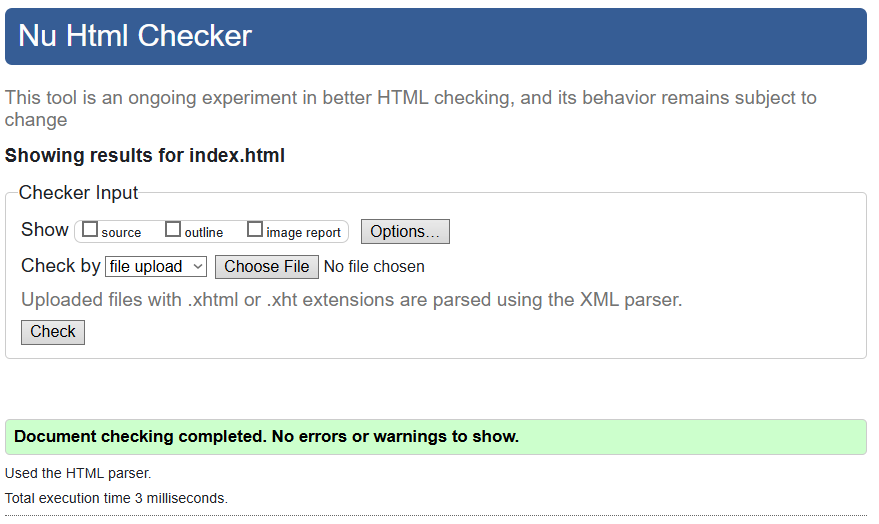 Nu Html Checker
This tool is an ongoing experiment in better HTML checking, and its behavior remains subject to
change
Showing results for index.html
Checker Input
Show source outline image report Options...
Check by file upload Choose File No file chosen
Uploaded files with .xhtml or .xht extensions are parsed using the XML parser.
Check
Document checking completed. No errors or warnings to show.
Used the HTML parser.
Total execution time 3 milliseconds.